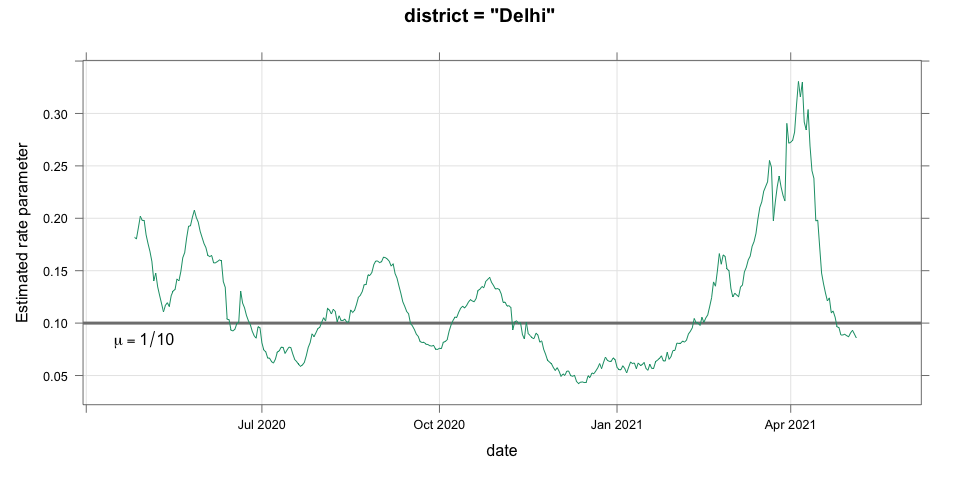 district = "Delhi"
Estimated rate parameter
0.30
0.25
0.20
0.15
0.10
0.05
μ = 1/10
Jul 2020 Oct 2020 Jan 2021 Apr 2021
date